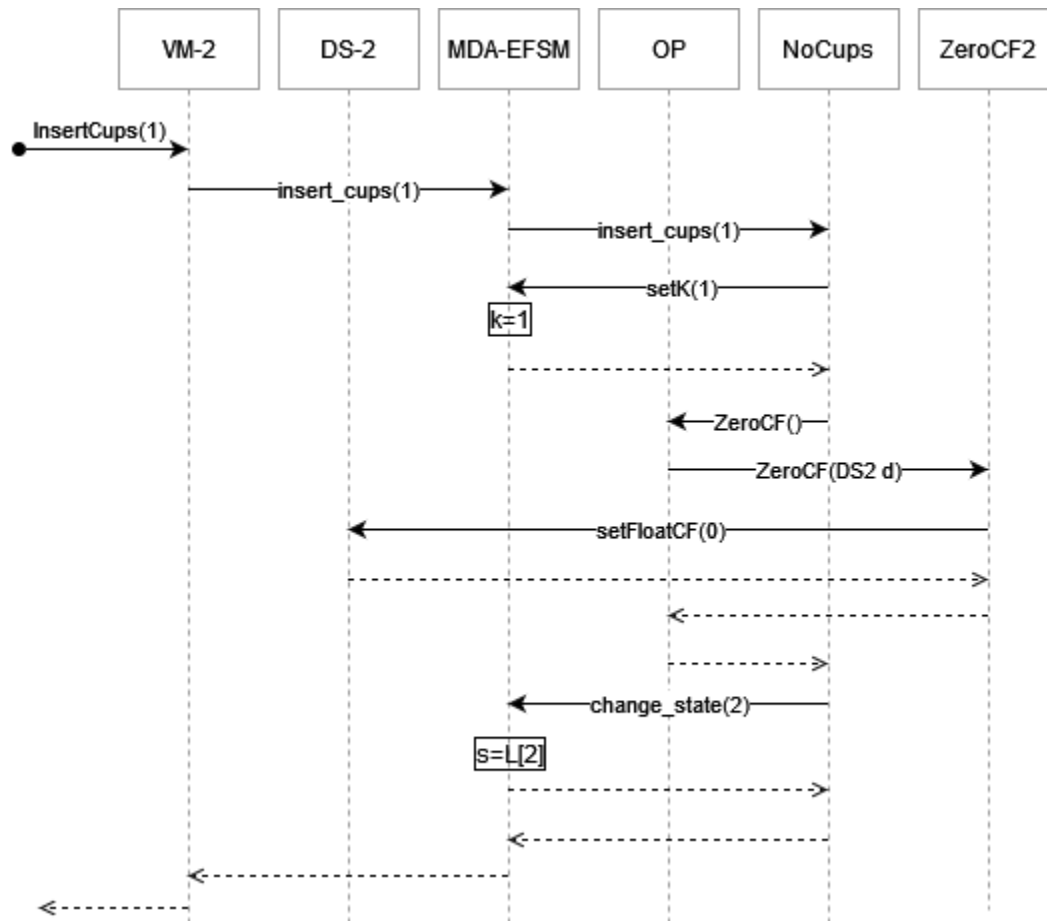 VM-2
DS-2
MDA-EFSM
OP
NoCups
ZeroCF2
InsertCups(1)
insert_cups(1)
insert_cups(1)
setK(1)
k=1
ZeroCF()
ZeroCF(DS2 d)
setFloatCF(0)
change_state(2)
s=L[2]